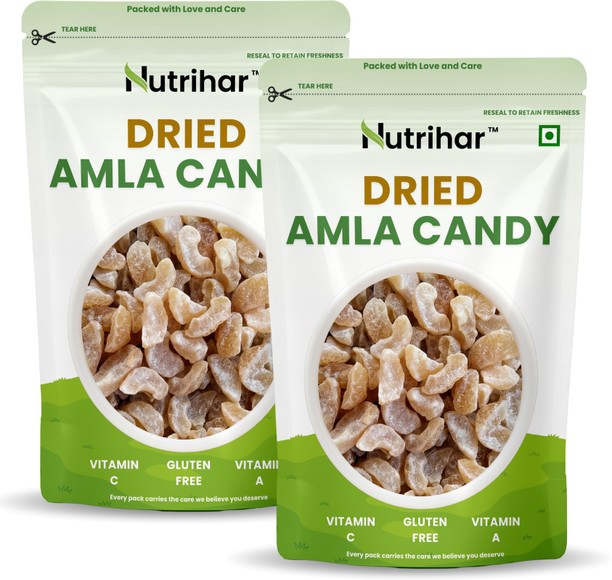 Packed with Love and Care
TEAR HERE
RESEAL TO RETAIN FRESHNESS
Nutrihar™
DRIED
AMLA CAN
VITAMIN C
GLUTEN FREE
VITAMIN A
Every pack carries the care we believe you deserve
Packed with Love and Care
TEAR HERE
RESEAL TO RETAIN FRESHNESS
Nutrihar™
DRIED
AMLA CANDY
VITAMIN C
GLUTEN FREE
VITAMIN A
Every pack carries the care we believe you deserve